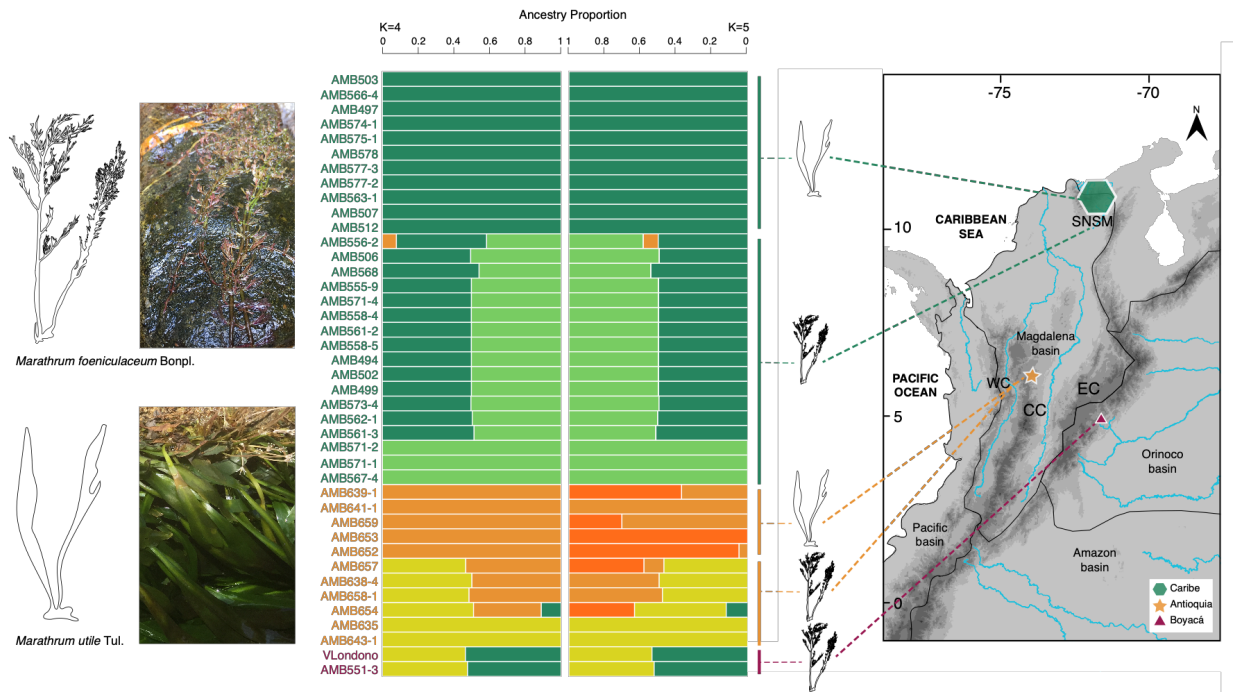 Ancestry Proportion
K=4
K=5
0 0.2 0.4 0.6 0.8 1
1 0.8 0.6 0.4 0.2 0
AMB503
AMB566-4
AMB497
AMB574-1
AMB575-1
AMB578
AMB577-3
AMB577-2
AMB563-1
AMB507
AMB512
AMB556-2
AMB506
AMB568
AMB555-9
AMB571-4
AMB558-4
AMB561-2
AMB558-5
AMB494
AMB502
AMB499
AMB573-4
AMB562-1
AMB561-3
AMB571-2
AMB571-1
AMB567-4
AMB639-1
AMB641-1
AMB659
AMB653
AMB652
AMB657
AMB638-4
AMB658-1
AMB654
AMB635
AMB643-1
VLondono
AMB551-3
Marathrum foeniculaceum Bonpl.
Marathrum utile Tul.
-75
-70
N
10
5
0
CARIBBEAN
SEA
SNSM
Magdalena
basin
PACIFIC
OCEAN
WC
CC
EC
Orinoco
basin
Pacific
basin
Amazon
basin
Caribe
Antioquia
Boyacá